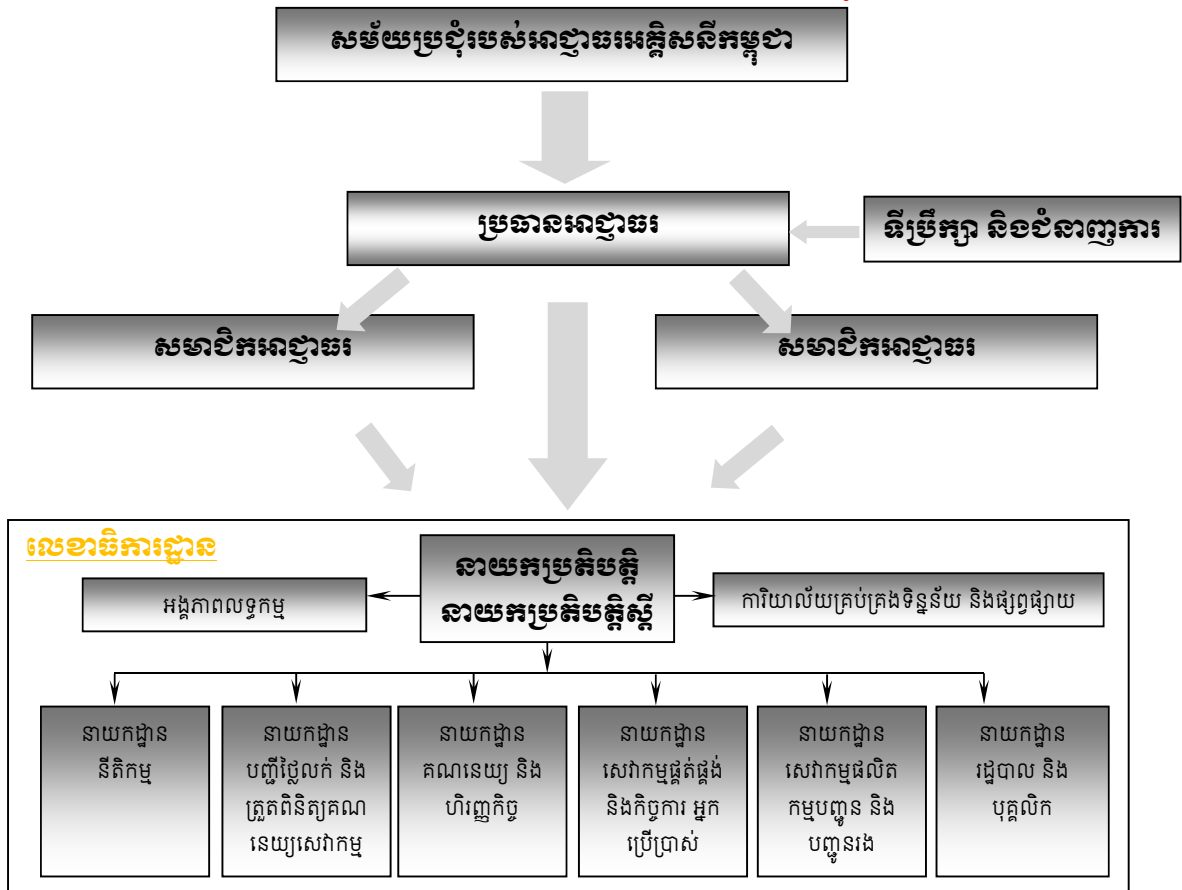 សម័យប្រជុំរបស់អាជ្ញាធរអគ្គិសនីកម្ពុជា
ប្រធានអាជ្ញាធរ
ទីប្រឹក្សា និងជំនាញការ
សមាជិកអាជ្ញាធរ
សមាជិកអាជ្ញាធរ
លេខាធិការដ្ឋាន
នាយកប្រតិបត្តិ
នាយកប្រតិបត្តិស្តី
អង្គភាពលទ្ធកម្ម
ការិយាល័យគ្រប់គ្រងទិន្នន័យ និងផ្សព្វផ្សាយ
នាយកដ្ឋាន
នីតិកម្ម
នាយកដ្ឋាន
បញ្ជីថ្លៃលក់ និង
ត្រួតពិនិត្យគណ
នេយ្យសេវាកម្ម
នាយកដ្ឋាន
គណនេយ្យ និង
ហិរញ្ញកិច្ច
នាយកដ្ឋាន
សេវាកម្មផ្គត់ផ្គង់
និងកិច្ចការ អ្នក
ប្រើប្រាស់
នាយកដ្ឋាន
សេវាកម្មផលិត
កម្មបញ្ជូន និង
បញ្ជូនរង
នាយកដ្ឋាន
រដ្ឋបាល និង
បុគ្គលិក